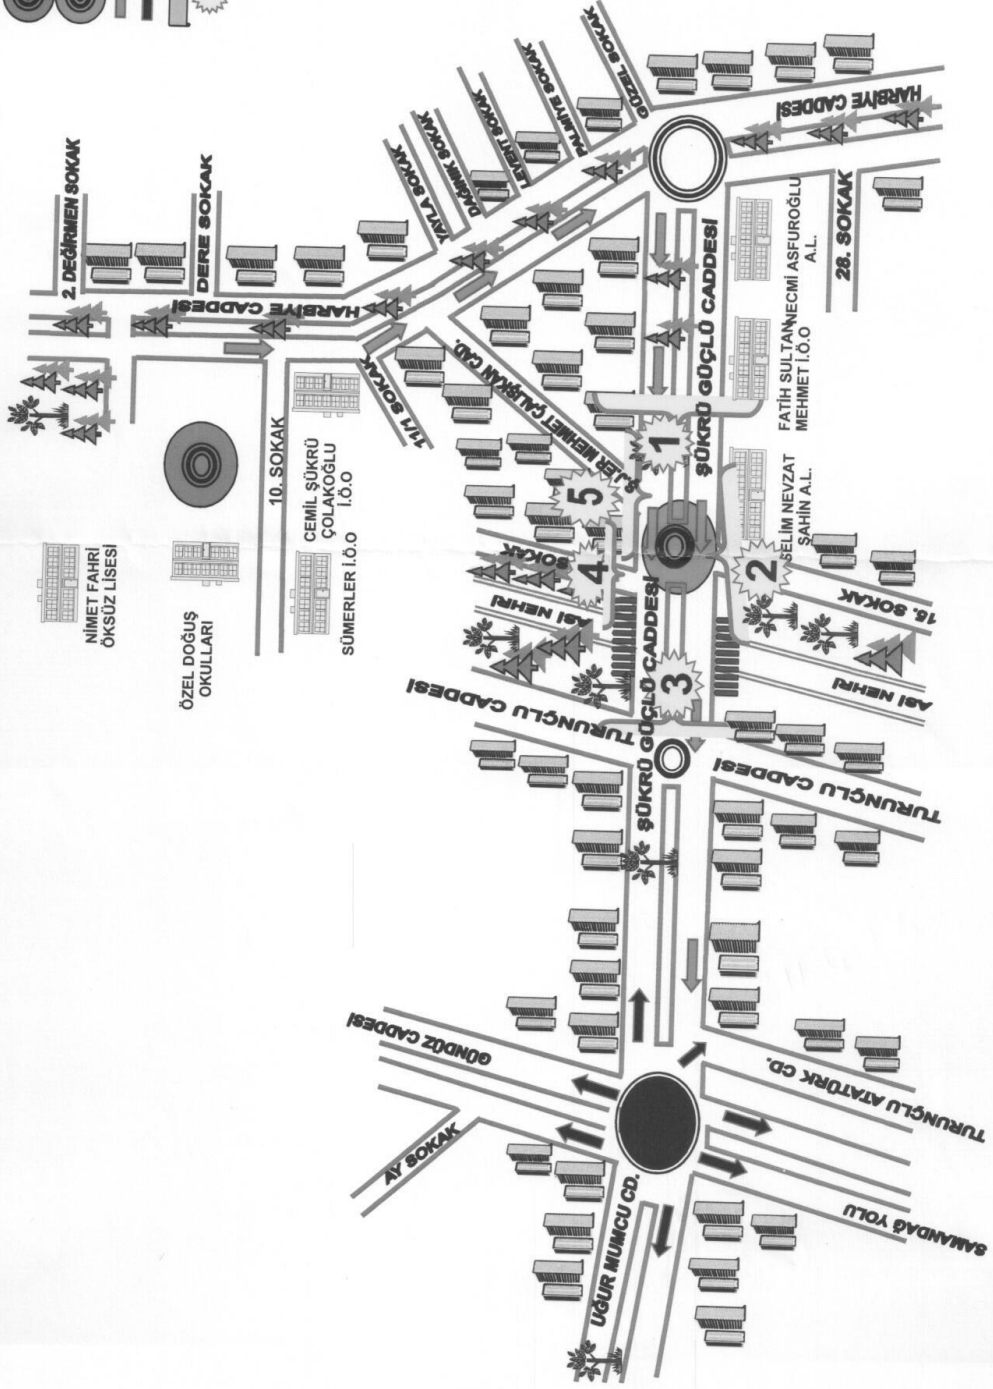 2. DEĞİRMEN SOKAK
DERE SOKAK
HARBİYE CADDESİ
YAYLA SOKAK
DAĞINIK SOKAK
LEVENT SOKAK
PALMİYE SOKAK
GÜZEL SOKAK
HARBİYE CADDESİ
28. SOKAK
NECMİ ASFUROĞLU
A.L.
FATİH SULTAN
MEHMET İ.Ö.O
ŞÜKRÜ GÜÇLÜ CADDESİ
SELİM NEVZAT
ŞAHİN A.L.
11/1 SOKAK
10. SOKAK
CEMİL ŞÜKRÜ
ÇOLAKOĞLU
İ.Ö.O
SÜMERLER İ.Ö.O
NİMET FAHRİ
ÖKSÜZ LİSESİ
ÖZEL DOĞUŞ
OKULLARI
Ş.J.ER MEHMET ÇALIŞKAN CAD.
1
5
4
2
3
SOKAK
ASİ NEHRİ
15. SOKAK
ASİ NEHRİ
ŞÜKRÜ GÜÇLÜ CADDESİ
TURUNÇLU CADDESİ
TURUNÇLU CADDESİ
GÜNDÜZ CADDESİ
AY SOKAK
UĞUR MUMCU CD.
TURUNÇLU ATATÜRK CD.
SAMANDAĞ YOLU